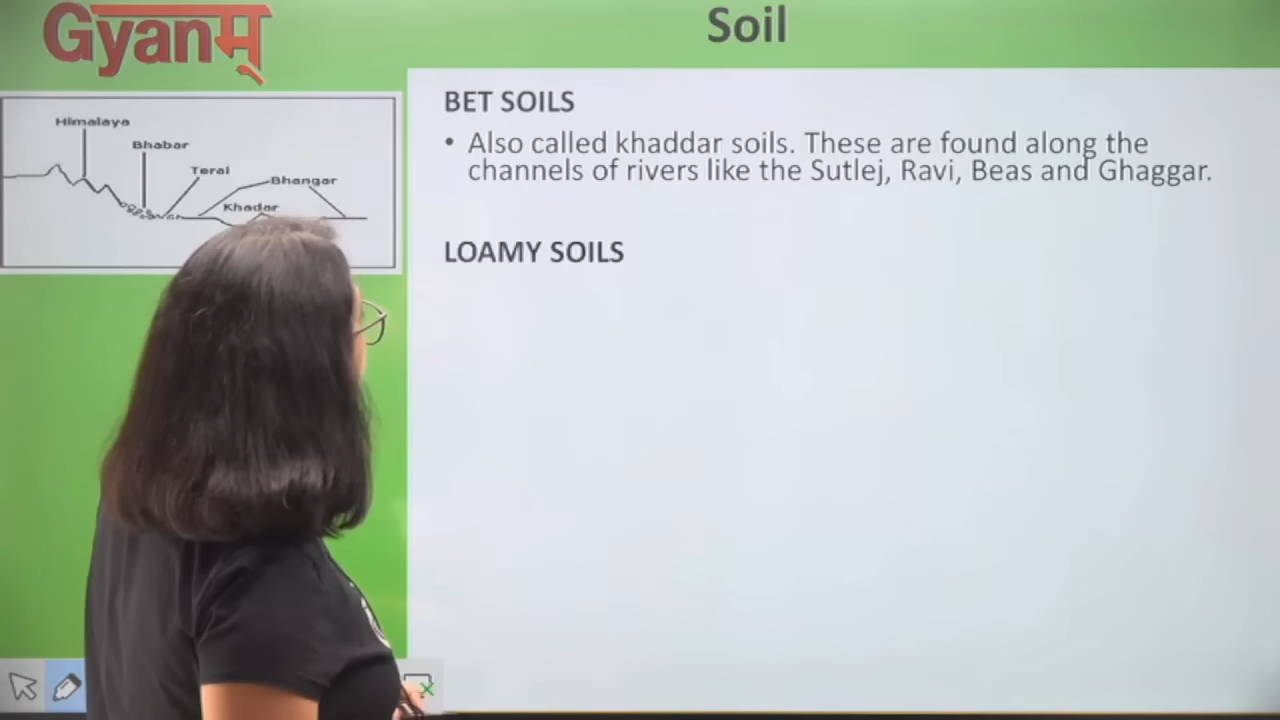 Gyanम्
Soil
Himalaya
Bhabar
Terai
Bhangar
Khadar
BET SOILS
• Also called khaddar soils. These are found along the
channels of rivers like the Sutlej, Ravi, Beas and Ghaggar.
LOAMY SOILS